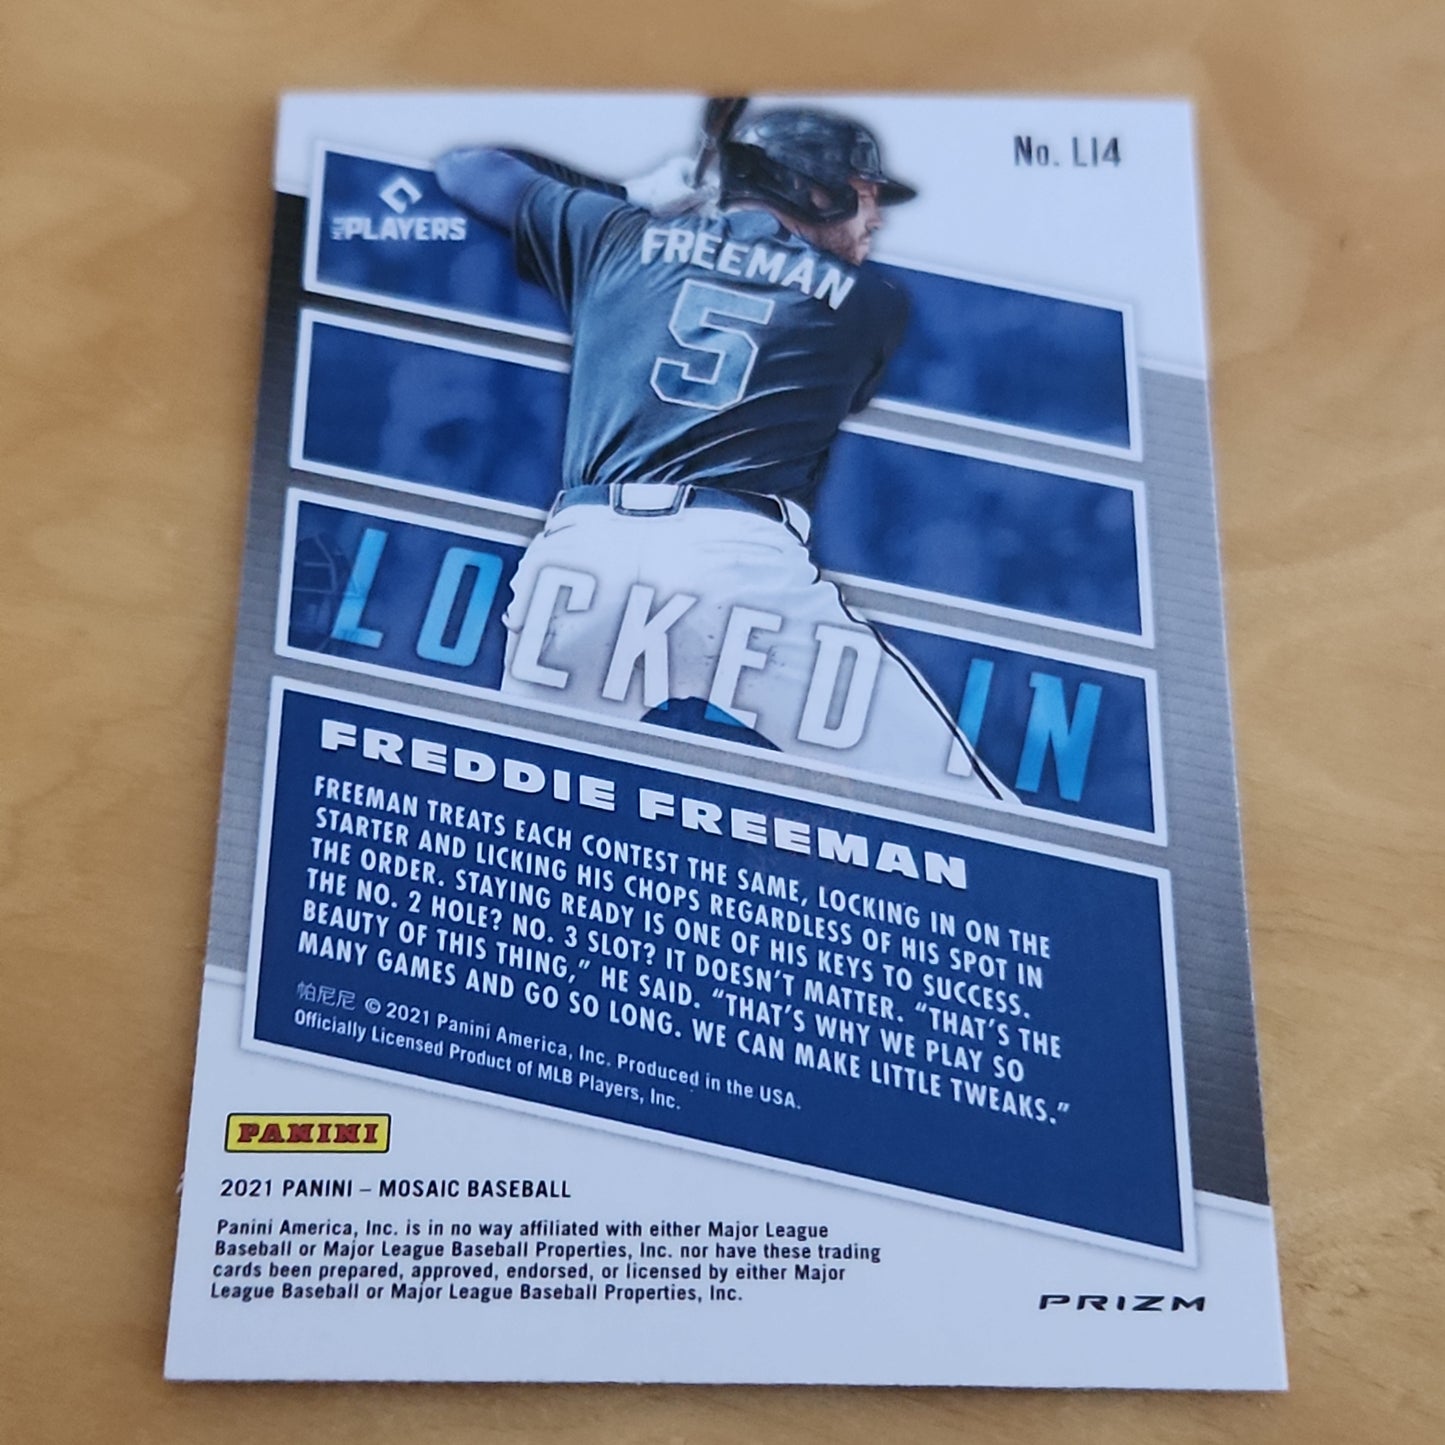 No. LI4
MLB PLAYERS
FREEMAN
5
LOCKED IN
FREDDIE FREEMAN
FREEMAN TREATS EACH CONTEST THE SAME, LOCKING IN ON THE
STARTER AND LICKING HIS CHOPS REGARDLESS OF HIS SPOT IN
THE ORDER. STAYING READY IS ONE OF HIS KEYS TO SUCCESS.
THE NO. 2 HOLE? NO. 3 SLOT? IT DOESN'T MATTER. "THAT'S THE
BEAUTY OF THIS THING," HE SAID. "THAT'S WHY WE PLAY SO
MANY GAMES AND GO SO LONG. WE CAN MAKE LITTLE TWEAKS."
帕尼尼 © 2021 Panini America, Inc. Produced in the USA.
Officially Licensed Product of MLB Players, Inc.
PANINI
2021 PANINI – MOSAIC BASEBALL
Panini America, Inc. is in no way affiliated with either Major League
Baseball or Major League Baseball Properties, Inc. nor have these trading
cards been prepared, approved, endorsed, or licensed by either Major
League Baseball or Major League Baseball Properties, Inc.
PRIZM